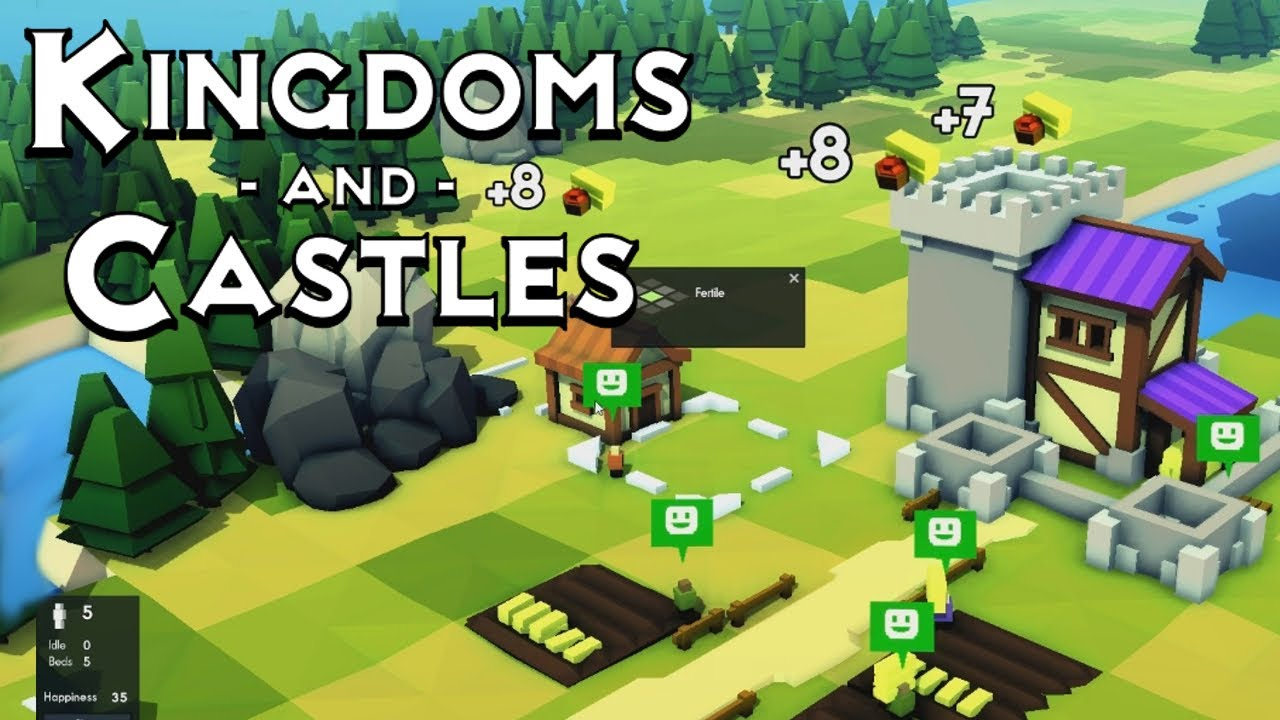 KINGDOMS
- AND -
CASTLES
+8
+8
+7
Fertile
5
Idle 0
Beds 5
Happiness 35